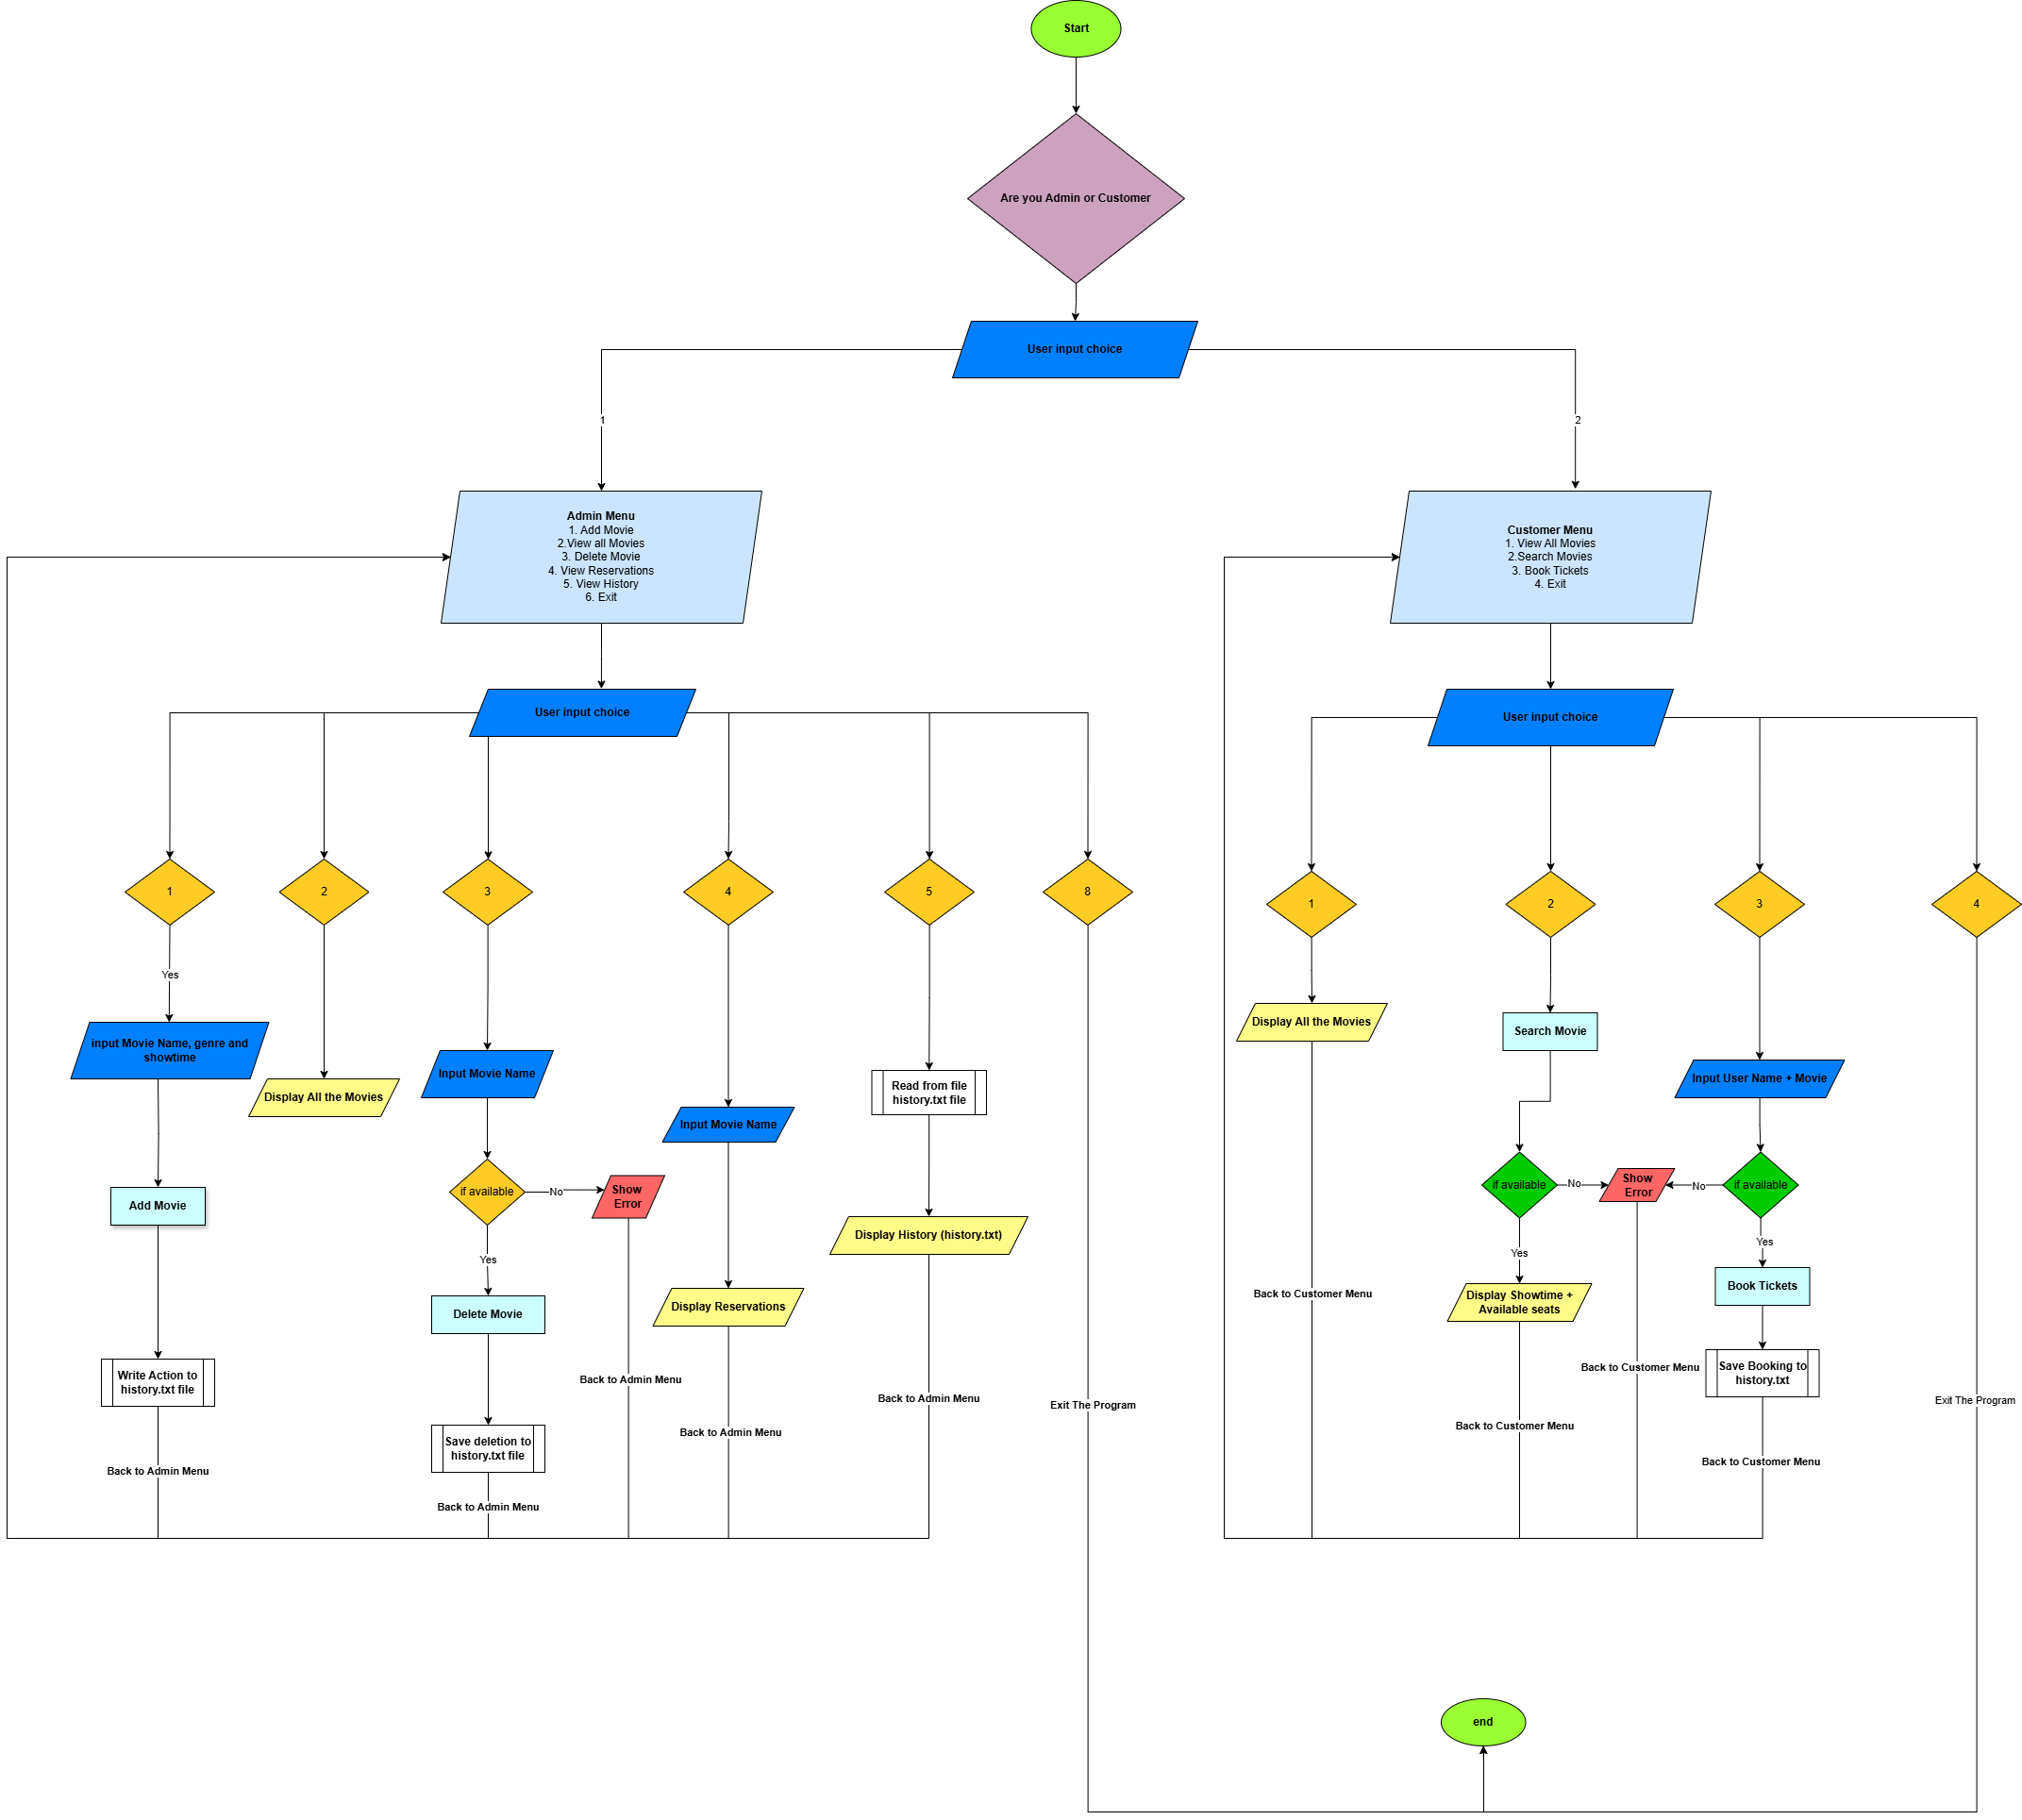 Start
Are you Admin or Customer
User input choice
1
2
Admin Menu
1. Add Movie
2.View all Movies
3. Delete Movie
4. View Reservations
5. View History
6. Exit
Customer Menu
1. View All Movies
2.Search Movies
3. Book Tickets
4. Exit
User input choice
User input choice
1
2
3
4
5
8
1
2
3
4
Yes
input Movie Name, genre and
showtime
Display All the Movies
Input Movie Name
Input Movie Name
Read from file
history.txt file
Display All the Movies
Search Movie
Input User Name + Movie
Add Movie
if available
No
Show
Error
Yes
Delete Movie
Display Reservations
Display History (history.txt)
if available
No
Show
Error
No
if available
Yes
Display Showtime +
Available seats
Yes
Book Tickets
Save Booking to
history.txt
Write Action to
history.txt file
Save deletion to
history.txt file
Back to Admin Menu
Back to Admin Menu
Back to Admin Menu
Back to Admin Menu
Back to Admin Menu
Exit The Program
Back to Customer Menu
Back to Customer Menu
Back to Customer Menu
Back to Customer Menu
Exit The Program
end